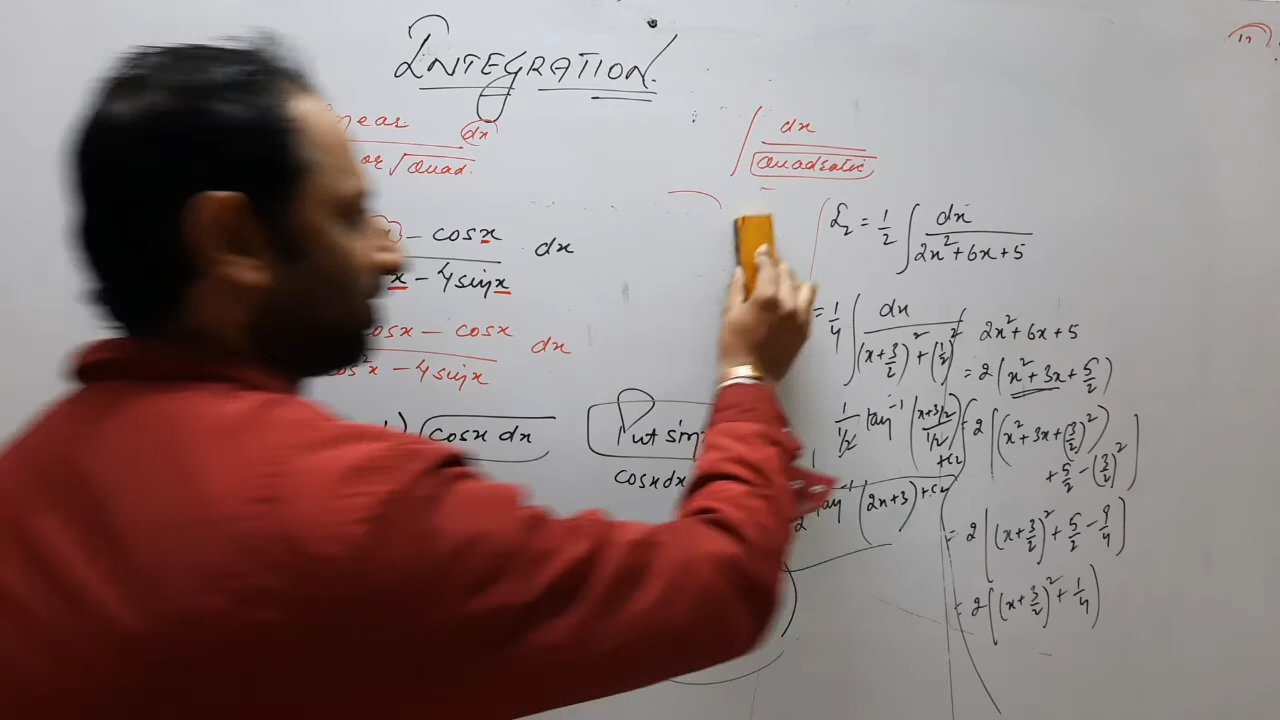 INTEGRATION.
dx
or √Quad.
- cosx dx
x - 4 sinx
cosx - cosx dx
cos²x - 4 sinx
cosx dx
Put sin
cosxdx
∫ dx
Quadratic
I₂ = 1/2 ∫ dx / 2x²+6x+5
= 1/4 ∫ dx / (x+3/2)² + (1/2)²
1/(1/2) tan⁻¹ ((x+3/2)/(1/2)) + c₂
1/2 tan⁻¹ (2x+3) + c₂
2x² + 6x + 5
= 2 (x² + 3x + 5/2)
= 2 [(x² + 3x + (3/2)²)
+ 5/2 - (3/2)²]
= 2 [(x+3/2)² + 5/2 - 9/4]
= 2 [(x+3/2)² + 1/4]